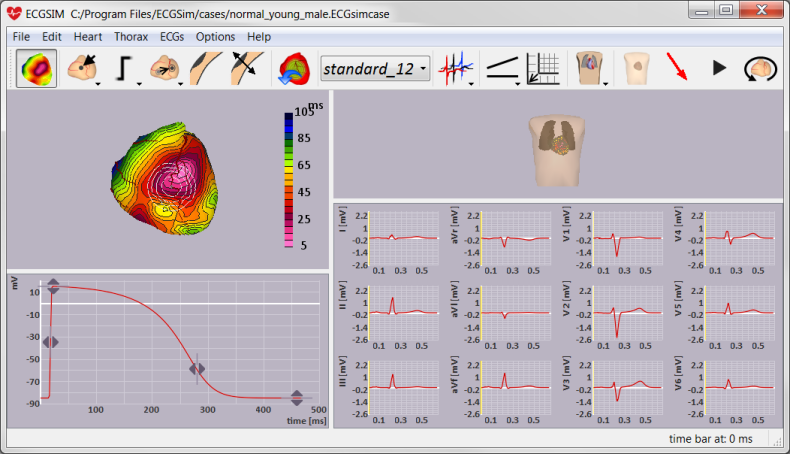 ECGSIM C:/Program Files/ECGSim/cases/normal_young_male.ECGsimcase
File Edit Heart Thorax ECGs Options Help
standard_12
ms
105
85
65
45
25
5
mV
10
-10
-30
-50
-70
-90
100 200 300 400 500
time [ms]
I [mV] 2.2 1 -0.2 -1.4 -2.6 0.1 0.3 0.5
aVr [mV] 2.2 1 -0.2 -1.4 -2.6 0.1 0.3 0.5
V1 [mV] 2.2 1 -0.2 -1.4 -2.6 0.1 0.3 0.5
V4 [mV] 2.2 1 -0.2 -1.4 -2.6 0.1 0.3 0.5
II [mV] 2.2 1 -0.2 -1.4 -2.6 0.1 0.3 0.5
aVl [mV] 2.2 1 -0.2 -1.4 -2.6 0.1 0.3 0.5
V2 [mV] 2.2 1 -0.2 -1.4 -2.6 0.1 0.3 0.5
V5 [mV] 2.2 1 -0.2 -1.4 -2.6 0.1 0.3 0.5
III [mV] 2.2 1 -0.2 -1.4 -2.6 0.1 0.3 0.5
aVf [mV] 2.2 1 -0.2 -1.4 -2.6 0.1 0.3 0.5
V3 [mV] 2.2 1 -0.2 -1.4 -2.6 0.1 0.3 0.5
V6 [mV] 2.2 1 -0.2 -1.4 -2.6 0.1 0.3 0.5
time bar at: 0 ms